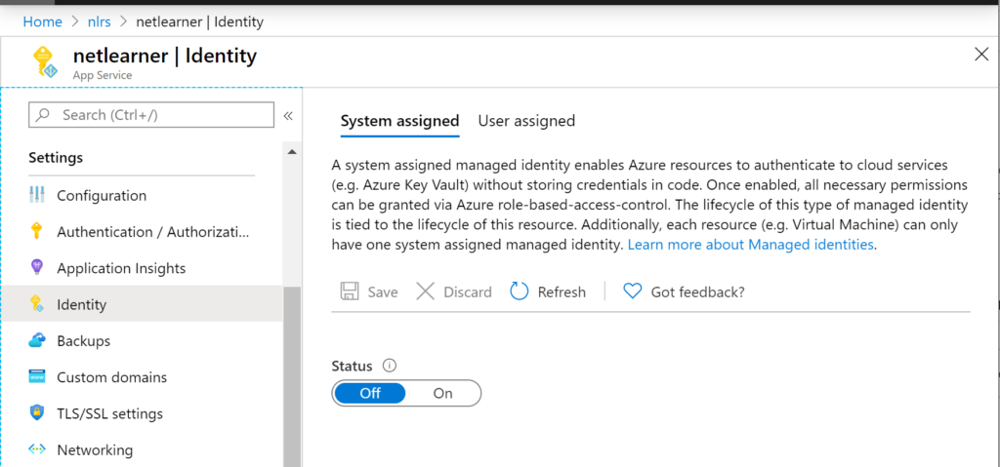 Home > nlrs > netlearner | Identity
netlearner | Identity
App Service
Search (Ctrl+/)
«
Settings
Configuration
Authentication / Authorizati...
Application Insights
Identity
Backups
Custom domains
TLS/SSL settings
Networking
System assigned User assigned
A system assigned managed identity enables Azure resources to authenticate to cloud services
(e.g. Azure Key Vault) without storing credentials in code. Once enabled, all necessary permissions
can be granted via Azure role-based-access-control. The lifecycle of this type of managed identity
is tied to the lifecycle of this resource. Additionally, each resource (e.g. Virtual Machine) can only
have one system assigned managed identity. Learn more about Managed identities.
Save Discard Refresh Got feedback?
Status
Off On